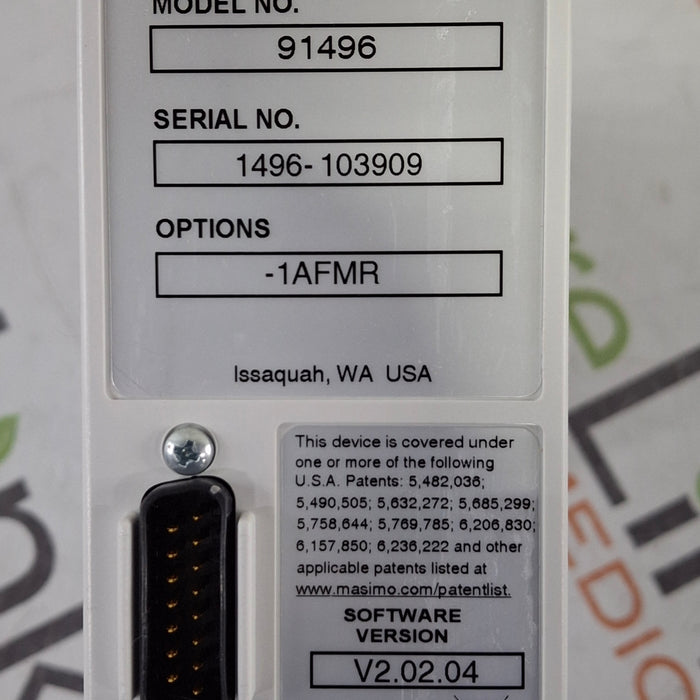 MODEL NO.
91496
SERIAL NO.
1496- 103909
OPTIONS
-1AFMR
Issaquah, WA USA
This device is covered under
one or more of the following
U.S.A. Patents: 5,482,036;
5,490,505; 5,632,272; 5,685,299;
5,758,644; 5,769,785; 6,206,830;
6,157,850; 6,236,222 and other
applicable patents listed at
www.masimo.com/patentlist.
SOFTWARE
VERSION
V2.02.04